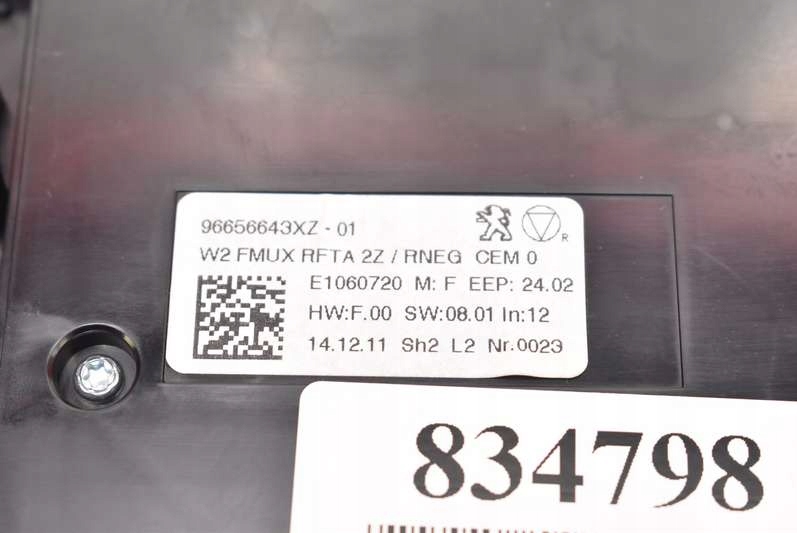 96656643XZ - 01
W2 FMUX RFTA 2Z / RNEG CEM 0
E1060720 M: F EEP: 24.02
HW:F.00 SW:08.01 In:12
14.12.11 Sh2 L2 Nr.0023
R
834798